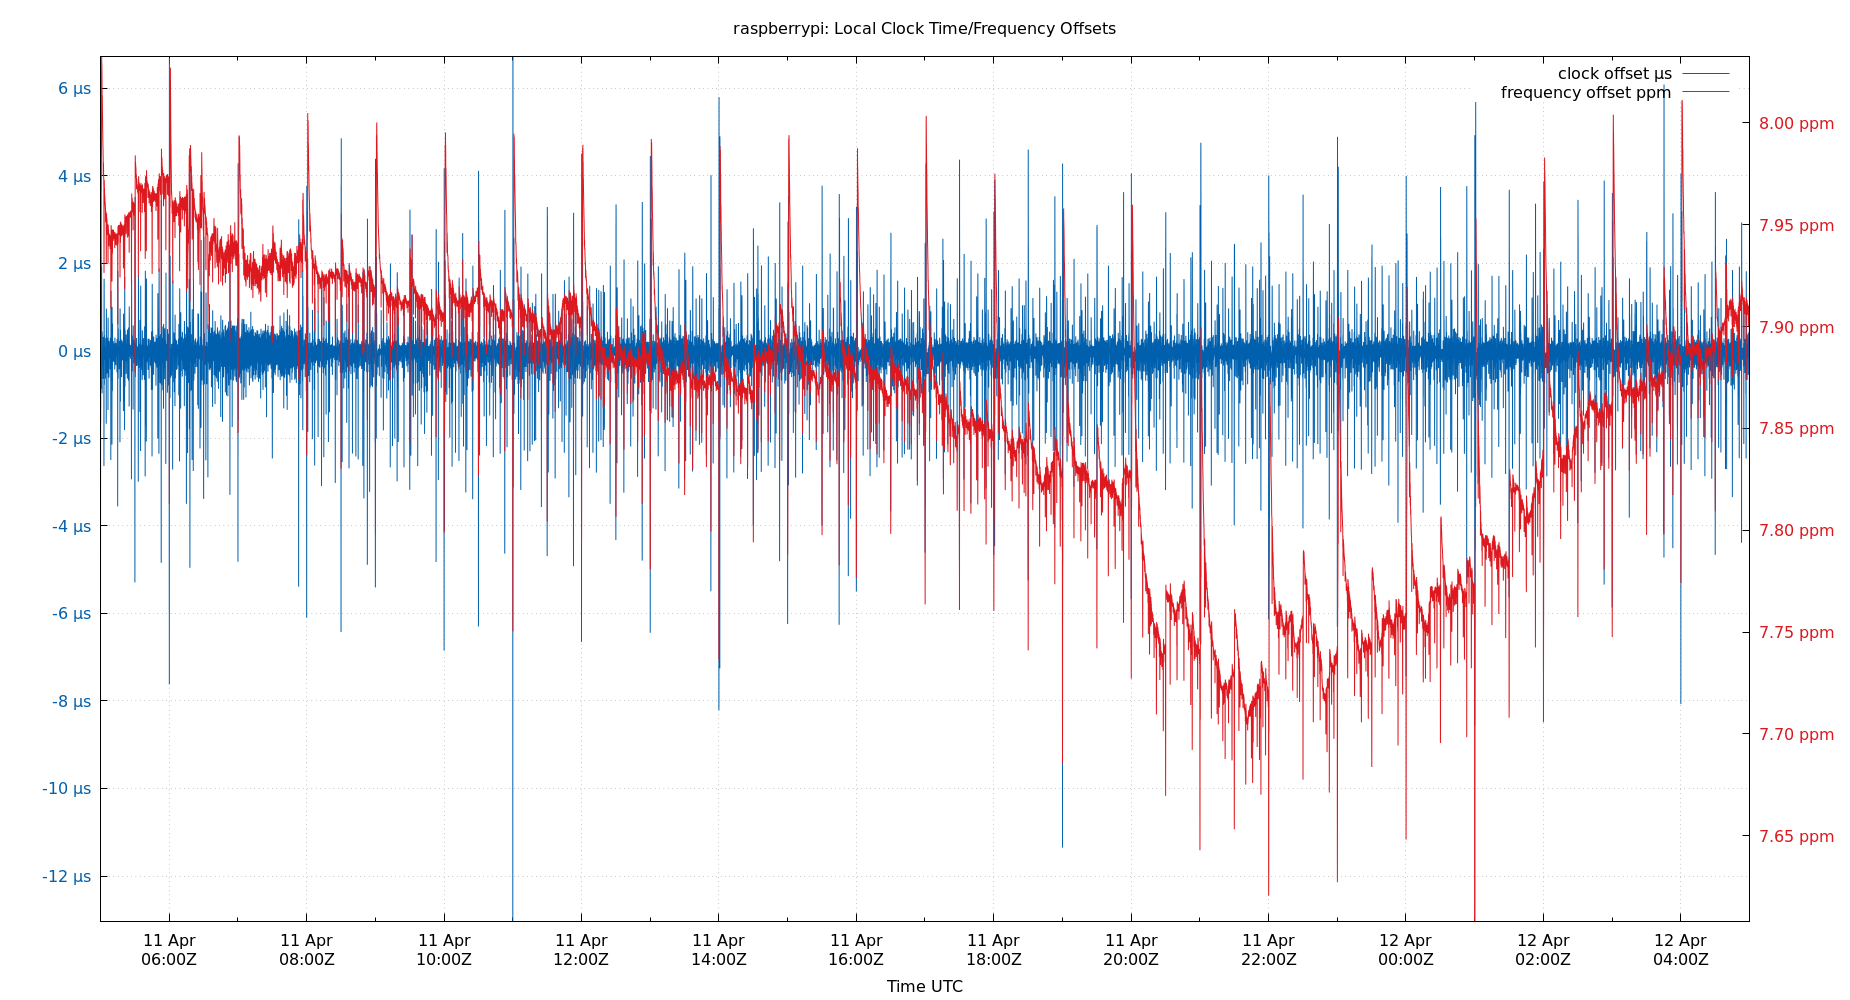 raspberrypi: Local Clock Time/Frequency Offsets
clock offset µs
frequency offset ppm
6 µs
4 µs
2 µs
0 µs
-2 µs
-4 µs
-6 µs
-8 µs
-10 µs
-12 µs
8.00 ppm
7.95 ppm
7.90 ppm
7.85 ppm
7.80 ppm
7.75 ppm
7.70 ppm
7.65 ppm
11 Apr 11 Apr 11 Apr 11 Apr 11 Apr 11 Apr 11 Apr 11 Apr 11 Apr 12 Apr 12 Apr 12 Apr
06:00Z 08:00Z 10:00Z 12:00Z 14:00Z 16:00Z 18:00Z 20:00Z 22:00Z 00:00Z 02:00Z 04:00Z
Time UTC